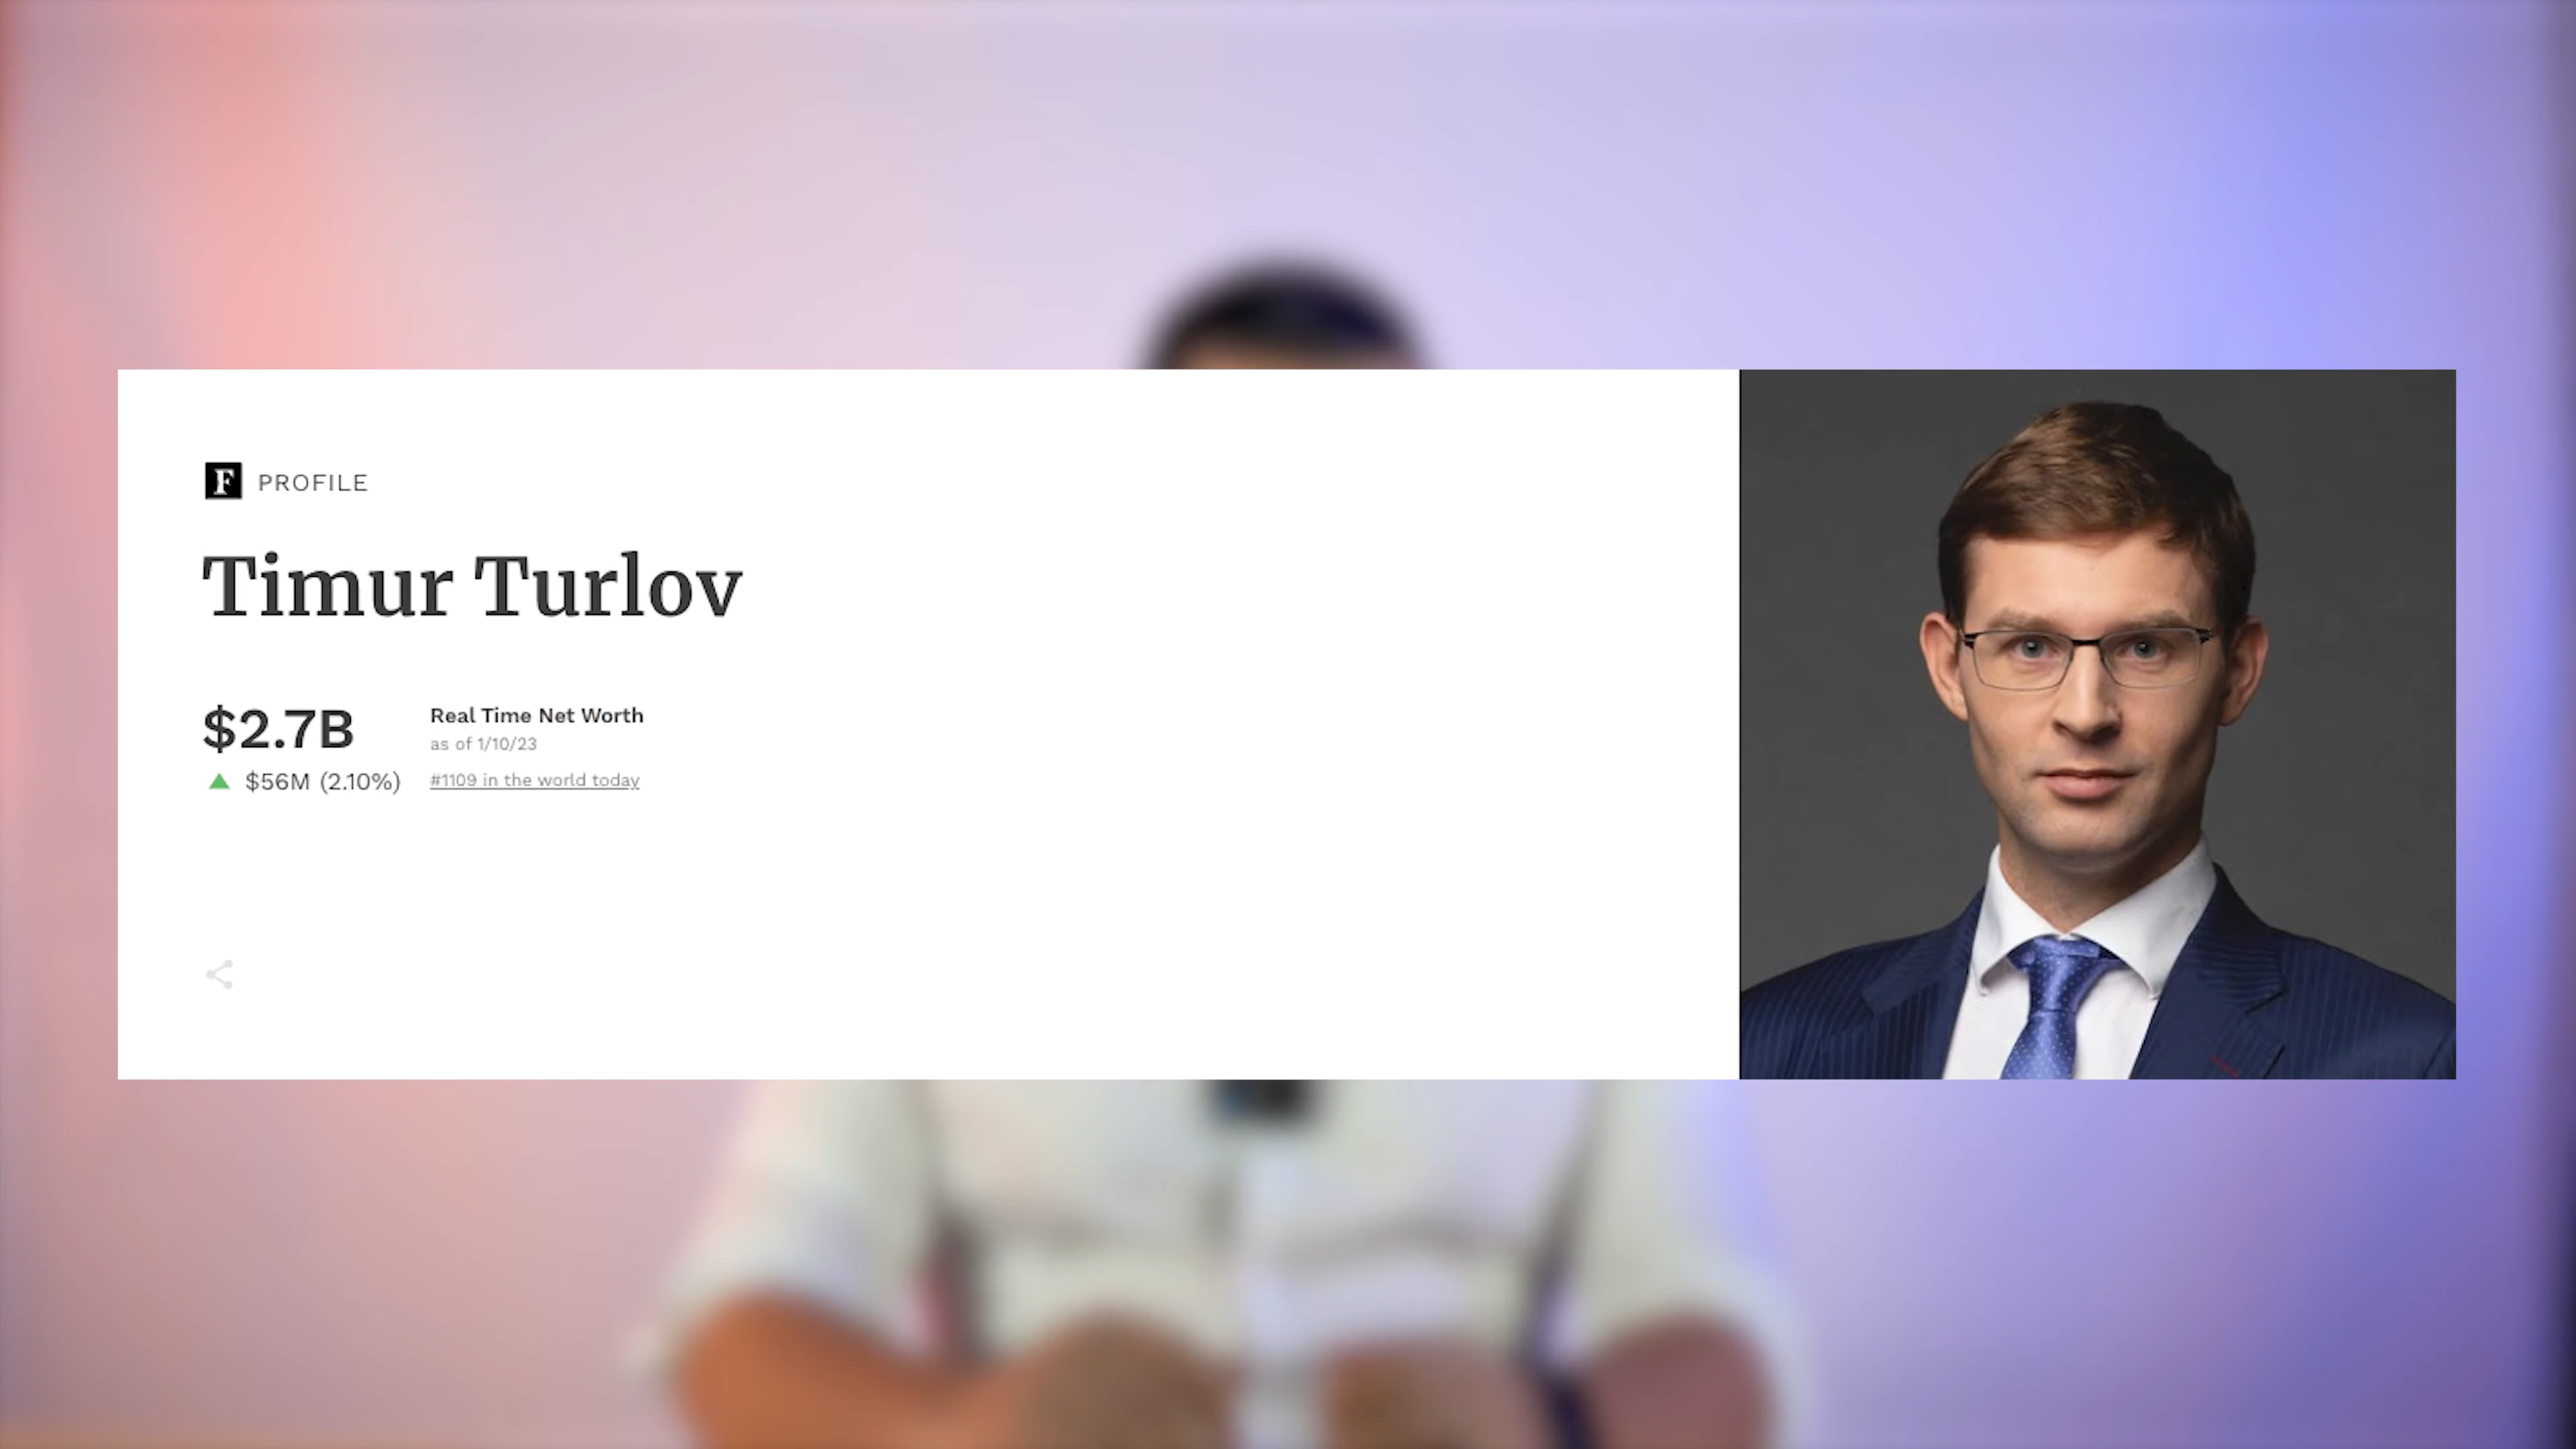 F PROFILE
Timur Turlov
$2.7B
$56M (2.10%)
Real Time Net Worth
as of 1/10/23
#1109 in the world today